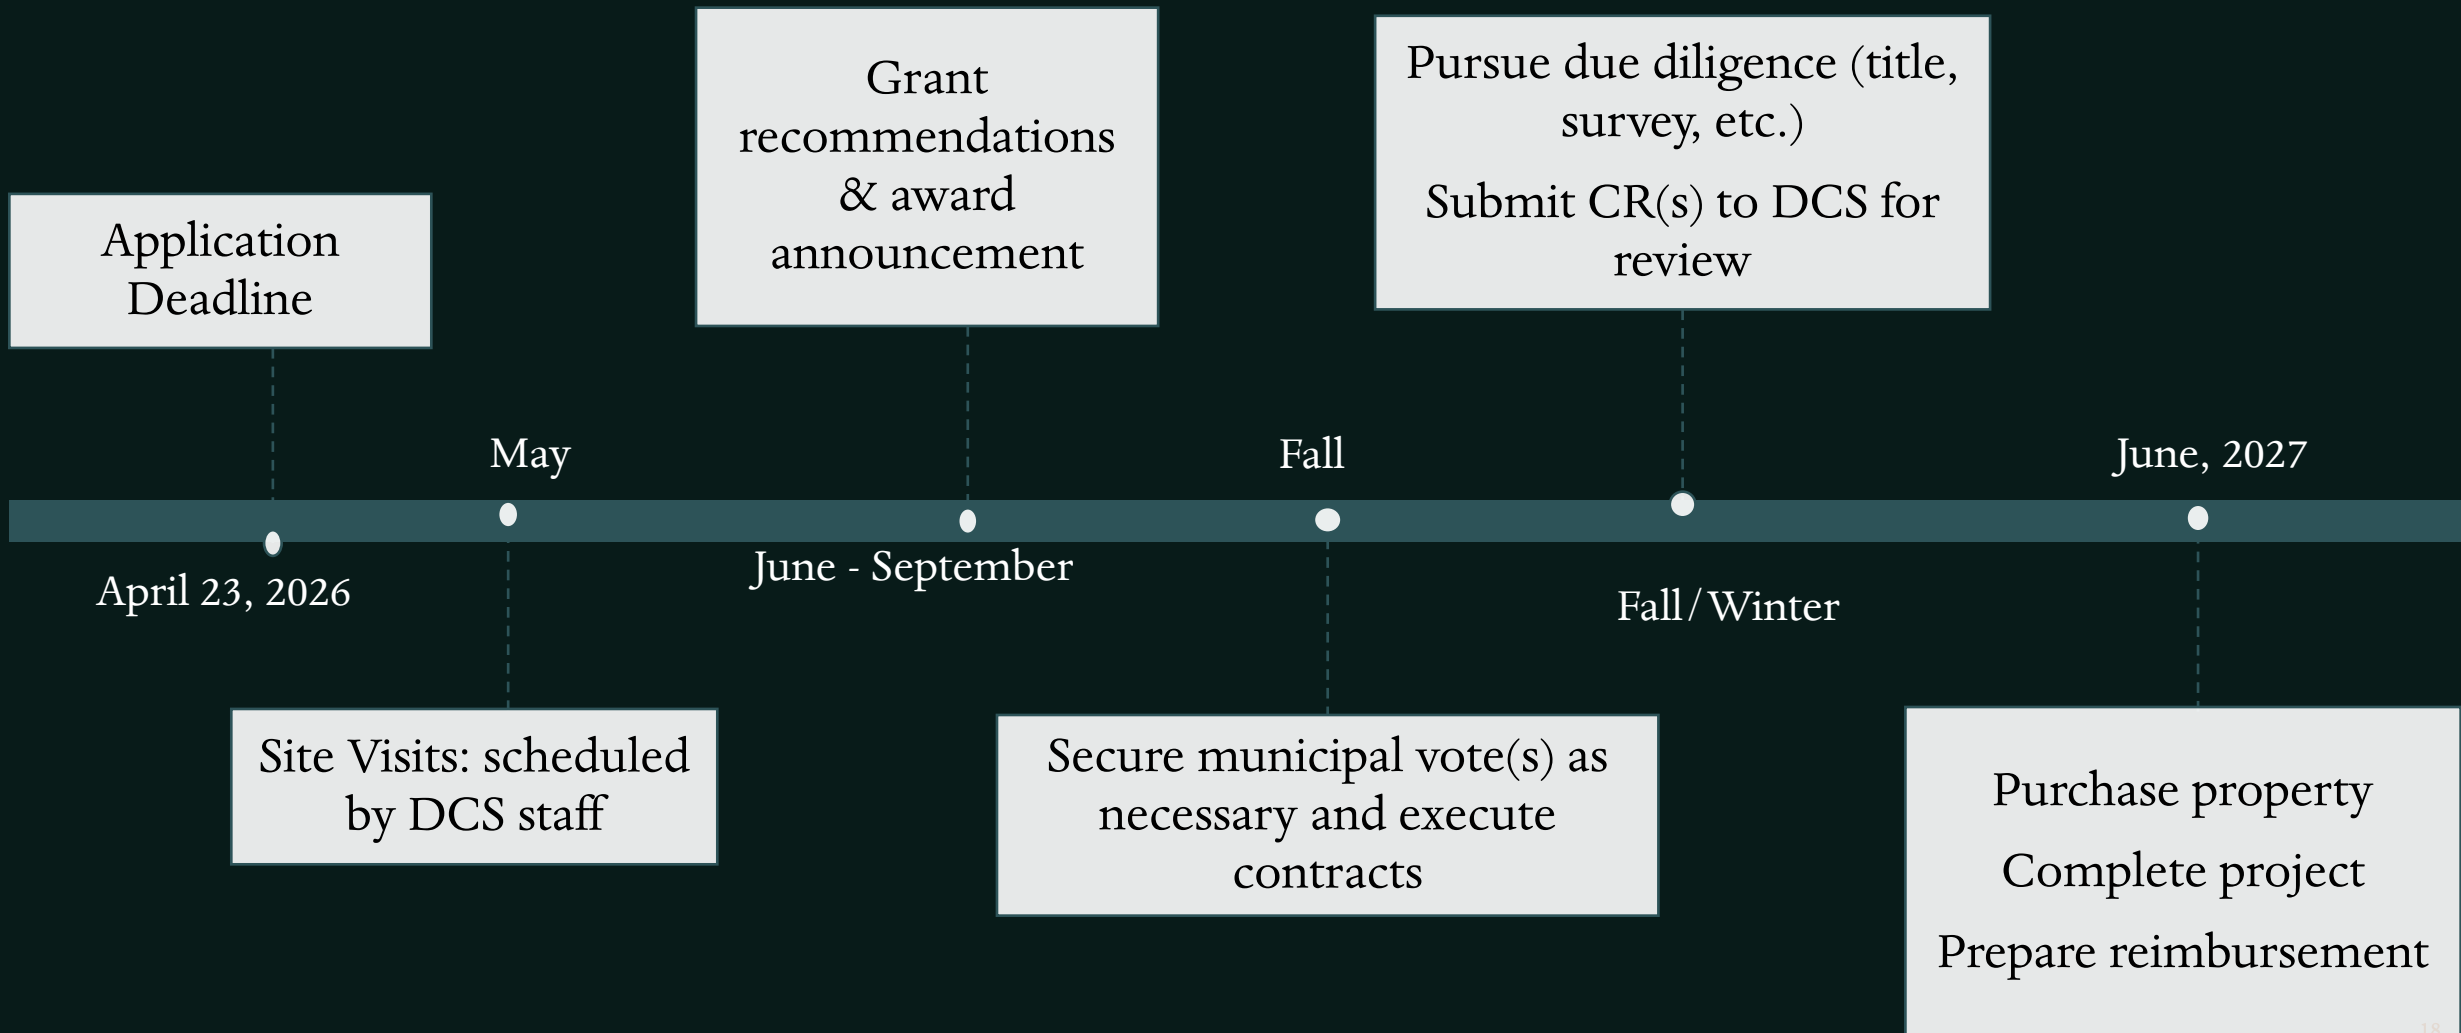 Application
Deadline
April 23, 2026
May
Site Visits: scheduled
by DCS staff
Grant
recommendations
& award
announcement
June - September
Fall
Secure municipal vote(s) as
necessary and execute
contracts
Pursue due diligence (title,
survey, etc.)
Submit CR(s) to DCS for
review
Fall/Winter
June, 2027
Purchase property
Complete project
Prepare reimbursement
18